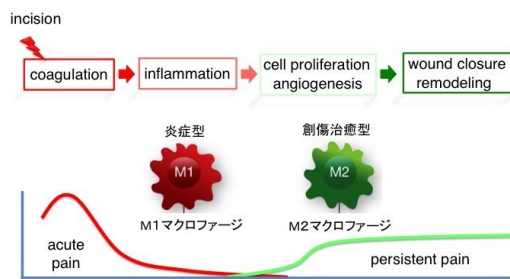 incision
coagulation
inflammation
cell proliferation
angiogenesis
wound closure
remodeling
炎症型
創傷治癒型
M1
M2
M1マクロファージ
M2マクロファージ
acute
pain
persistent pain